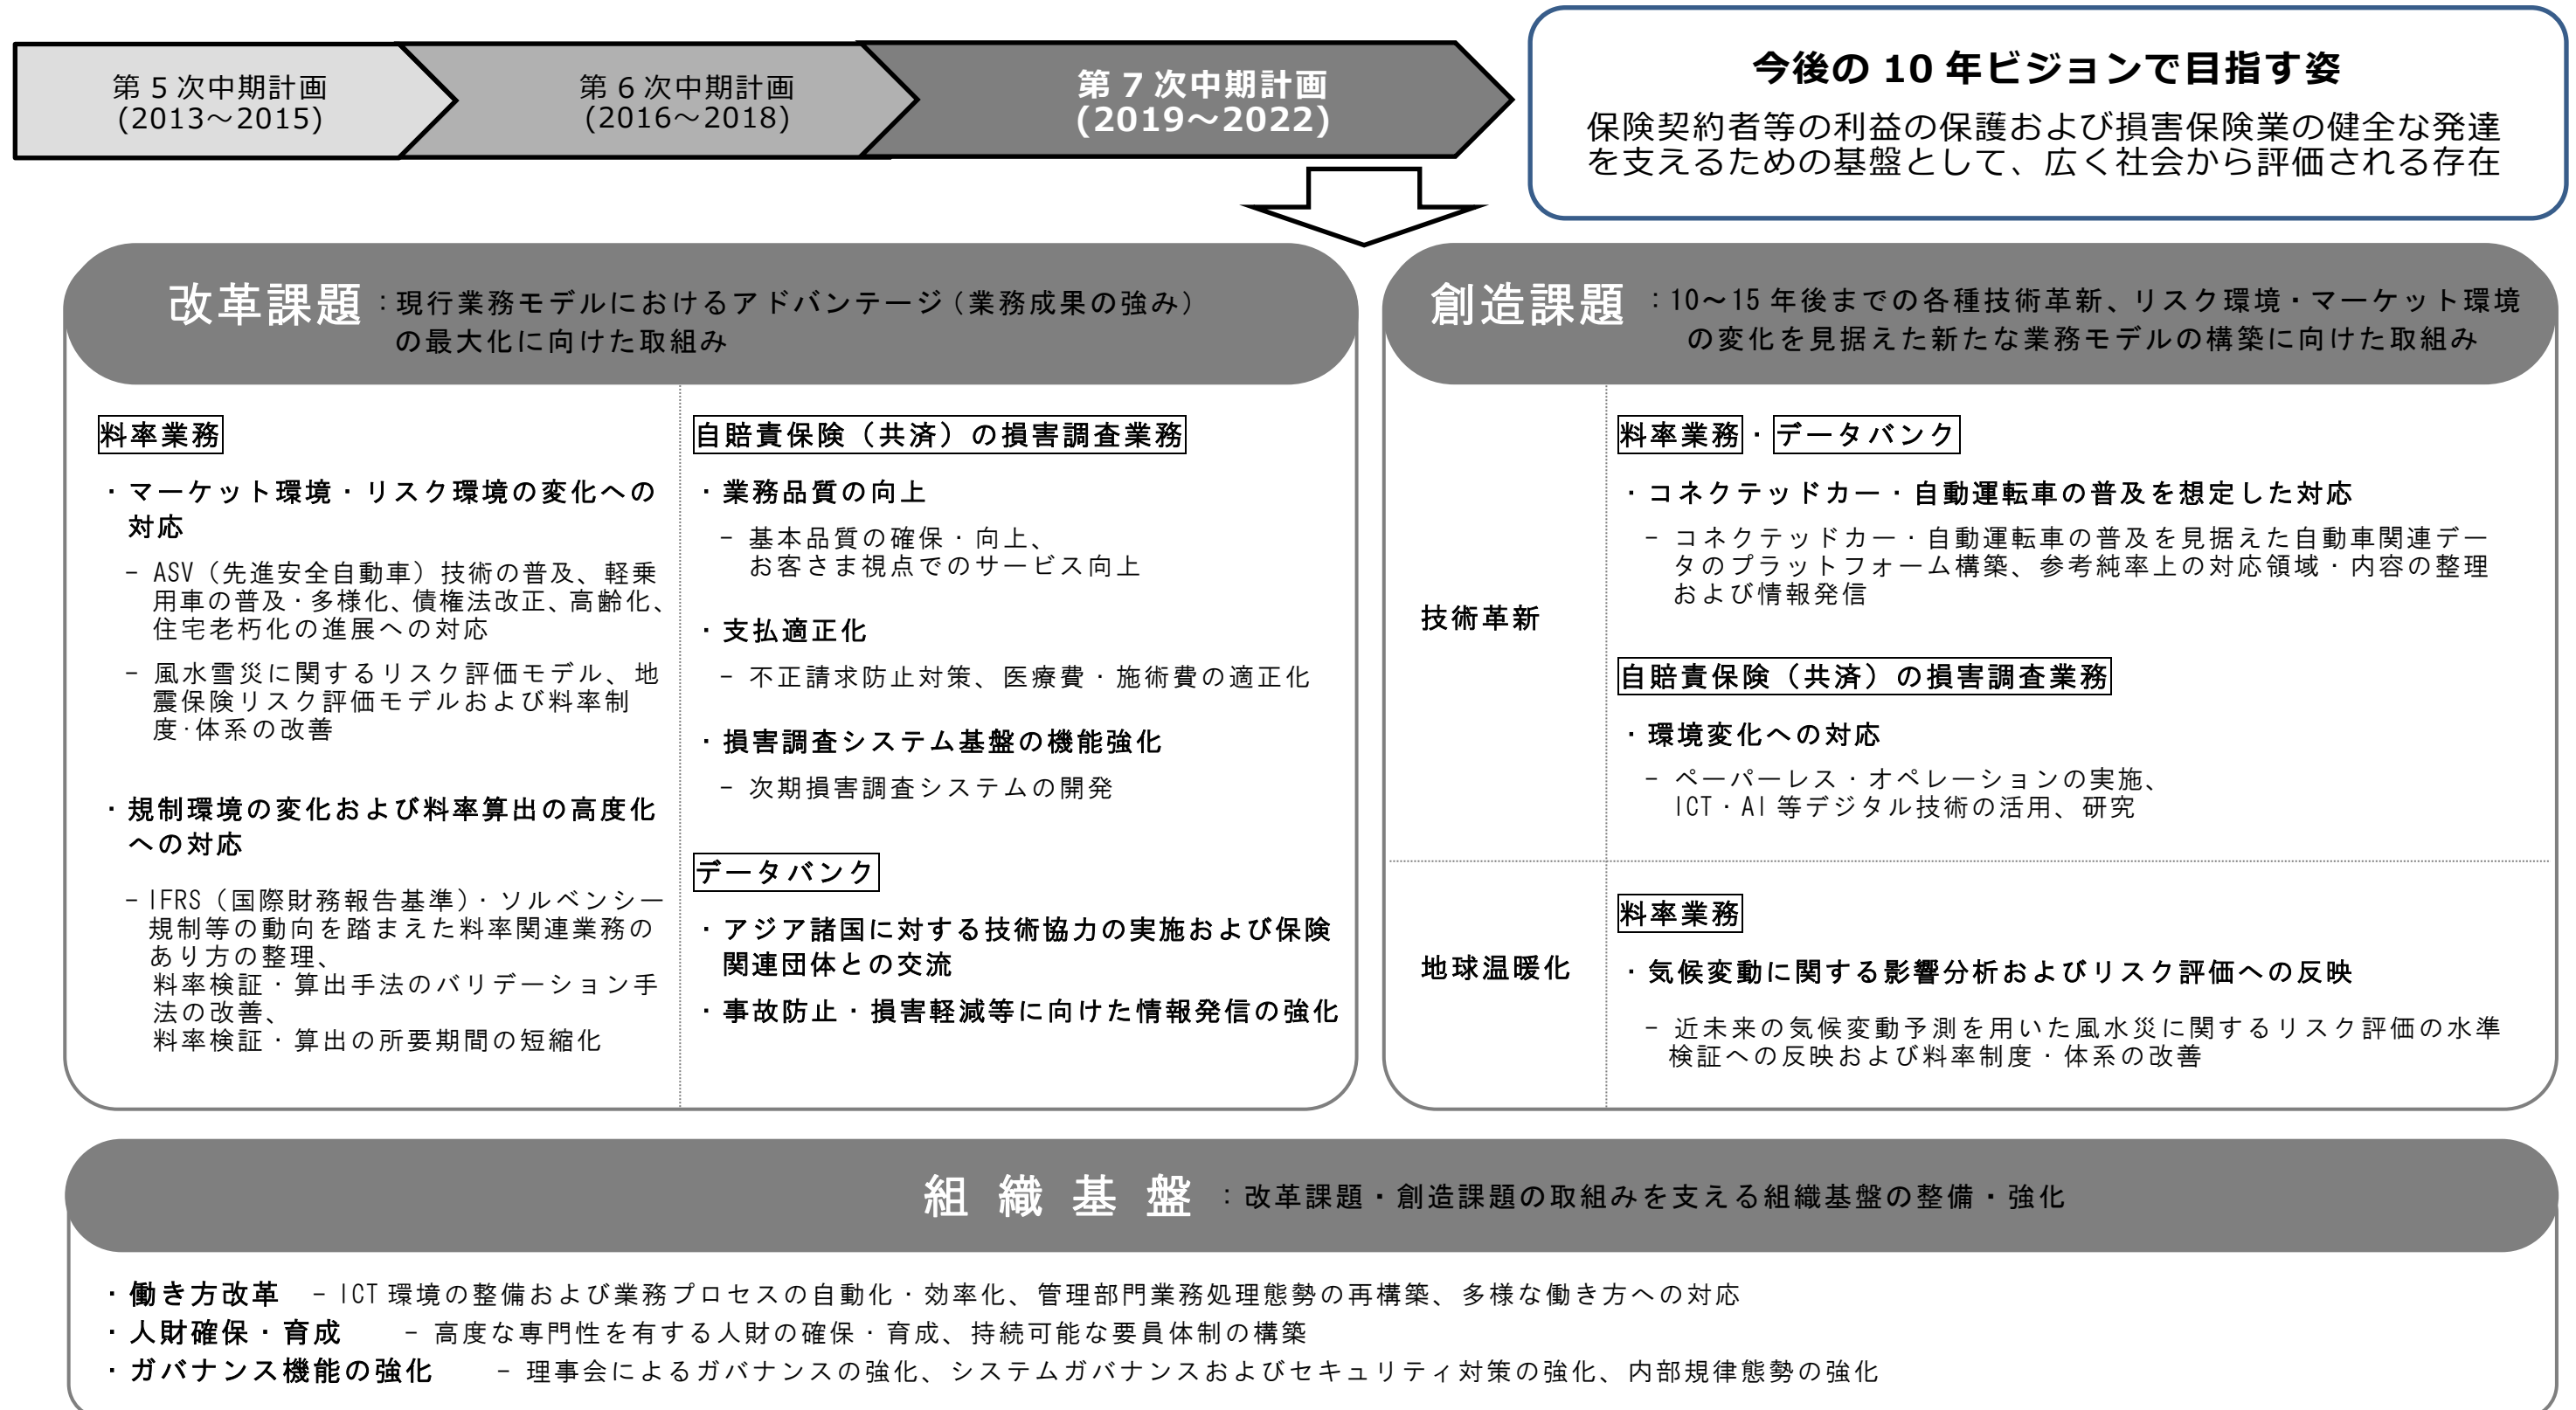 第5次中期計画
(2013～2015)
第6次中期計画
(2016～2018)
第7次中期計画
(2019～2022)
今後の10年ビジョンで目指す姿
保険契約者等の利益の保護および損害保険業の健全な発達
を支えるための基盤として、広く社会から評価される存在
改革課題：現行業務モデルにおけるアドバンテージ（業務成果の強み）
の最大化に向けた取組み
料率業務
・マーケット環境・リスク環境の変化への
対応
－ ASV（先進安全自動車）技術の普及、軽乗
用車の普及・多様化、債権法改正、高齢化、
住宅老朽化の進展への対応
－ 風水雪災に関するリスク評価モデル、地
震保険リスク評価モデルおよび料率制
度・体系の改善
・規制環境の変化および料率算出の高度化
への対応
－IFRS（国際財務報告基準）・ソルベンシー
規制等の動向を踏まえた料率関連業務の
あり方の整理、
料率検証・算出手法のバリデーション手
法の改善、
料率検証・算出の所要期間の短縮化
自賠責保険（共済）の損害調査業務
・業務品質の向上
－ 基本品質の確保・向上、
お客さま視点でのサービス向上
・支払適正化
－ 不正請求防止対策、医療費・施術費の適正化
・損害調査システム基盤の機能強化
－ 次期損害調査システムの開発
データバンク
・アジア諸国に対する技術協力の実施および保険
関連団体との交流
・事故防止・損害軽減等に向けた情報発信の強化
創造課題：10～15年後までの各種技術革新、リスク環境・マーケット環境
の変化を見据えた新たな業務モデルの構築に向けた取組み
技術革新
料率業務・データバンク
・コネクテッドカー・自動運転車の普及を想定した対応
－ コネクテッドカー・自動運転車の普及を見据えた自動車関連デー
タのプラットフォーム構築、参考純率上の対応領域・内容の整理
および情報発信
自賠責保険（共済）の損害調査業務
・環境変化への対応
－ ペーパーレス・オペレーションの実施、
ICT・AI等デジタル技術の活用、研究
地球温暖化
料率業務
・気候変動に関する影響分析およびリスク評価への反映
－ 近未来の気候変動予測を用いた風水災に関するリスク評価の水準
検証への反映および料率制度・体系の改善
組織基盤：改革課題・創造課題の取組みを支える組織基盤の整備・強化
・働き方改革 －ICT環境の整備および業務プロセスの自動化・効率化、管理部門業務処理態勢の再構築、多様な働き方への対応
・人財確保・育成 － 高度な専門性を有する人財の確保・育成、持続可能な要員体制の構築
・ガバナンス機能の強化 － 理事会によるガバナンスの強化、システムガバナンスおよびセキュリティ対策の強化、内部規律態勢の強化